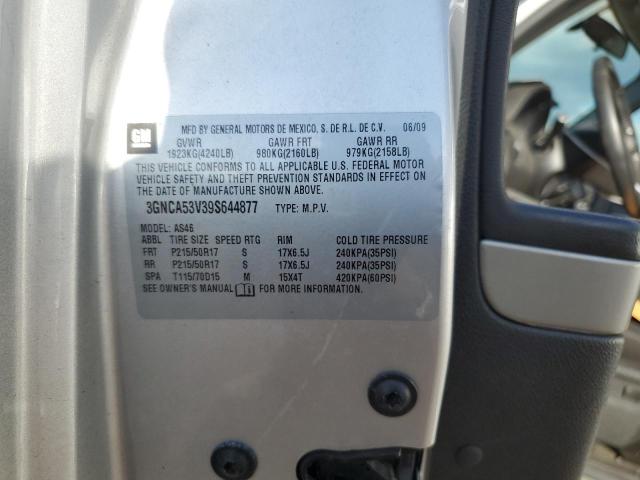 GM
MFD BY GENERAL MOTORS DE MEXICO, S. DE R.L. DE C.V. 06/09
GVWR GAWR FRT GAWR RR
1923KG(4240LB) 980KG(2160LB) 979KG(2158LB)
THIS VEHICLE CONFORMS TO ALL APPLICABLE U.S. FEDERAL MOTOR
VEHICLE SAFETY AND THEFT PREVENTION STANDARDS IN EFFECT ON
THE DATE OF MANUFACTURE SHOWN ABOVE.
3GNCA53V39S644877 TYPE: M.P.V.
MODEL: AS46
ABBL TIRE SIZE SPEED RTG RIM COLD TIRE PRESSURE
FRT P215/50R17 S 17X6.5J 240KPA(35PSI)
RR P215/50R17 S 17X6.5J 240KPA(35PSI)
SPA T115/70D15 M 15X4T 420KPA(60PSI)
SEE OWNER'S MANUAL FOR MORE INFORMATION.